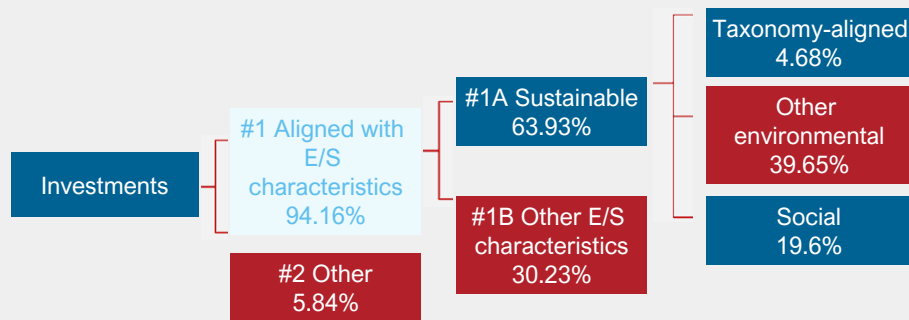 Investments
#1 Aligned with
E/S
characteristics
94.16%
#2 Other
5.84%
#1A Sustainable
63.93%
#1B Other E/S
characteristics
30.23%
Taxonomy-aligned
4.68%
Other
environmental
39.65%
Social
19.6%